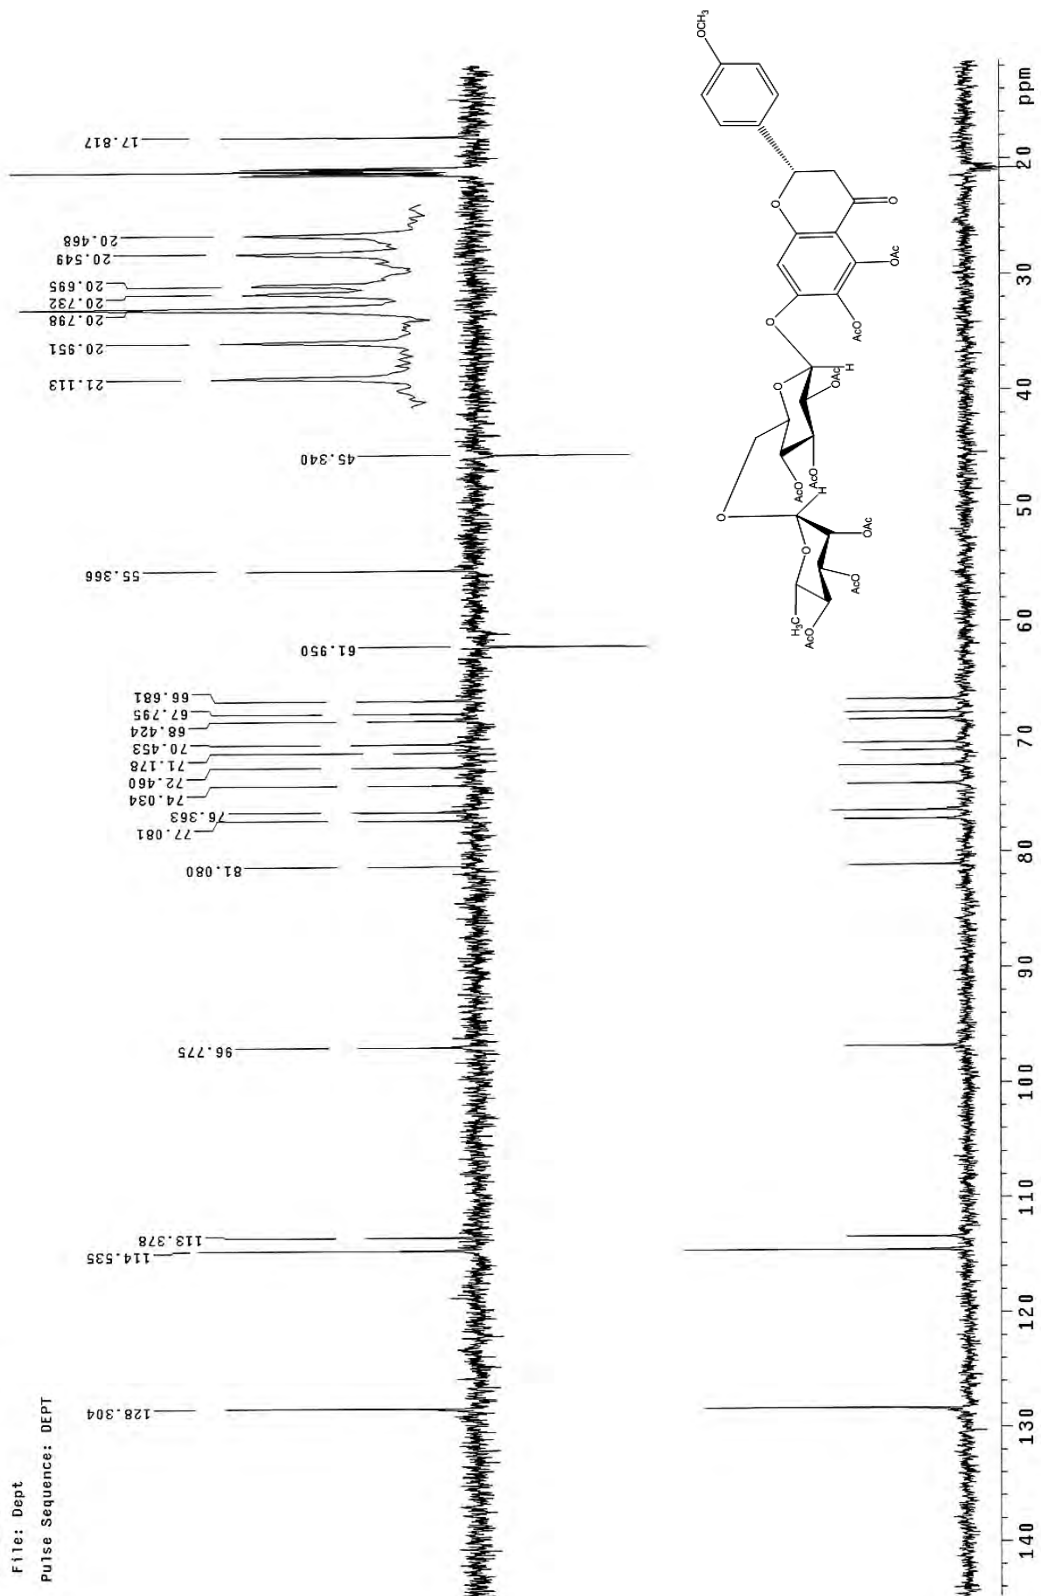 File: Dept
Pulse Sequence: DEPT
128.304
114.535
113.378
96.775
81.080
77.081
76.363
74.034
72.460
71.178
70.453
68.424
67.795
66.681
61.950
55.366
45.340
21.113
20.951
20.798
20.732
20.695
20.549
20.468
17.817
H₃C
AcO
AcO
O
OAc
H
O
AcO
AcO
O
OAc
H
O
AcO
OAc
O
O
OCH₃
140
130
120
110
100
90
80
70
60
50
40
30
20
ppm